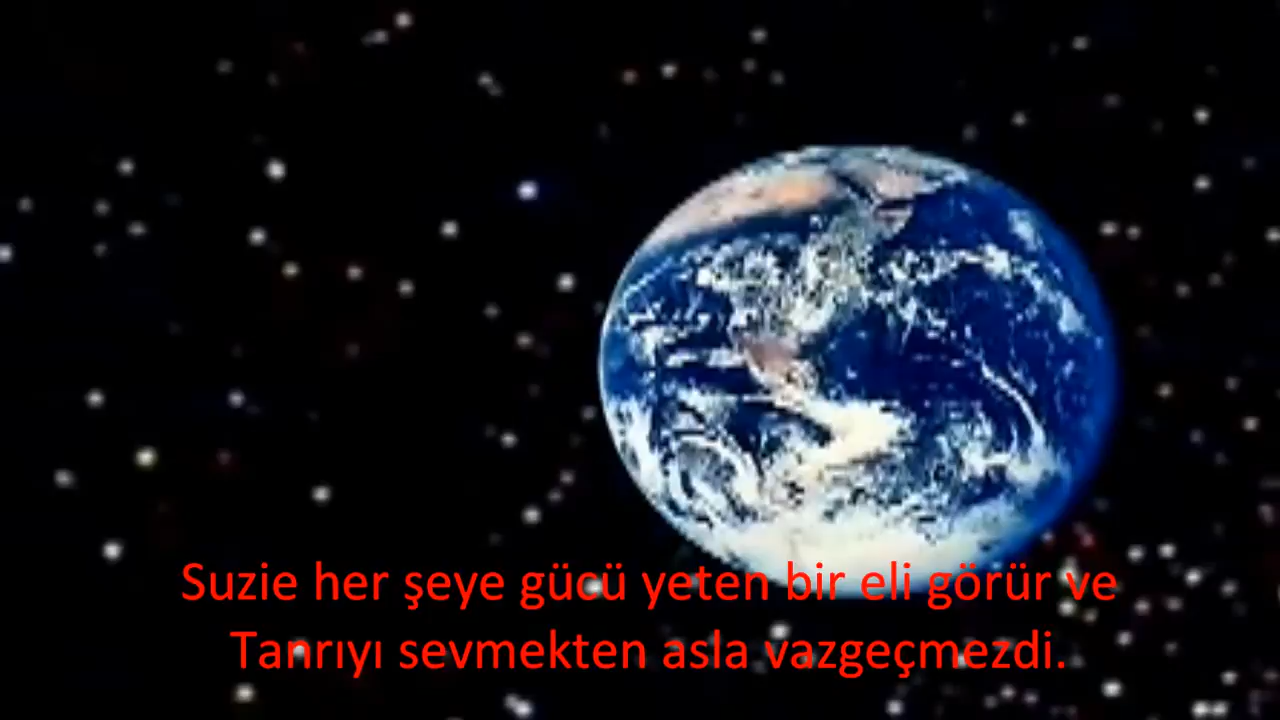 Suzie her şeye gücü yeten bir eli görür ve
Tanrıyı sevmekten asla vazgeçmezdi.